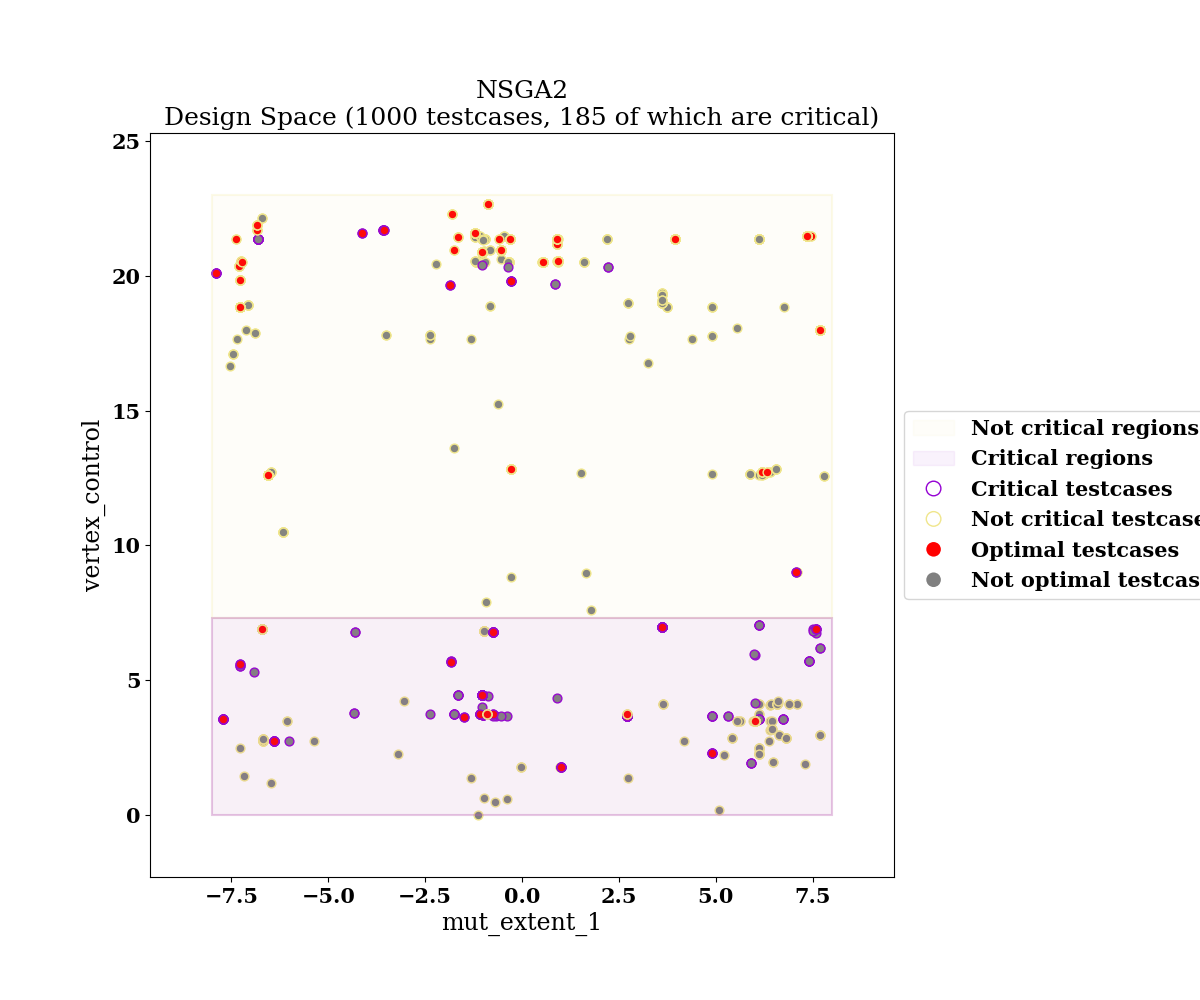 NSGA2
Design Space (1000 testcases, 185 of which are critical)
25
20
15
10
5
0
vertex_control
−7.5 −5.0 −2.5 0.0 2.5 5.0 7.5
mut_extent_1
Not critical regions
Critical regions
Critical testcases
Not critical testcase
Optimal testcases
Not optimal testcas